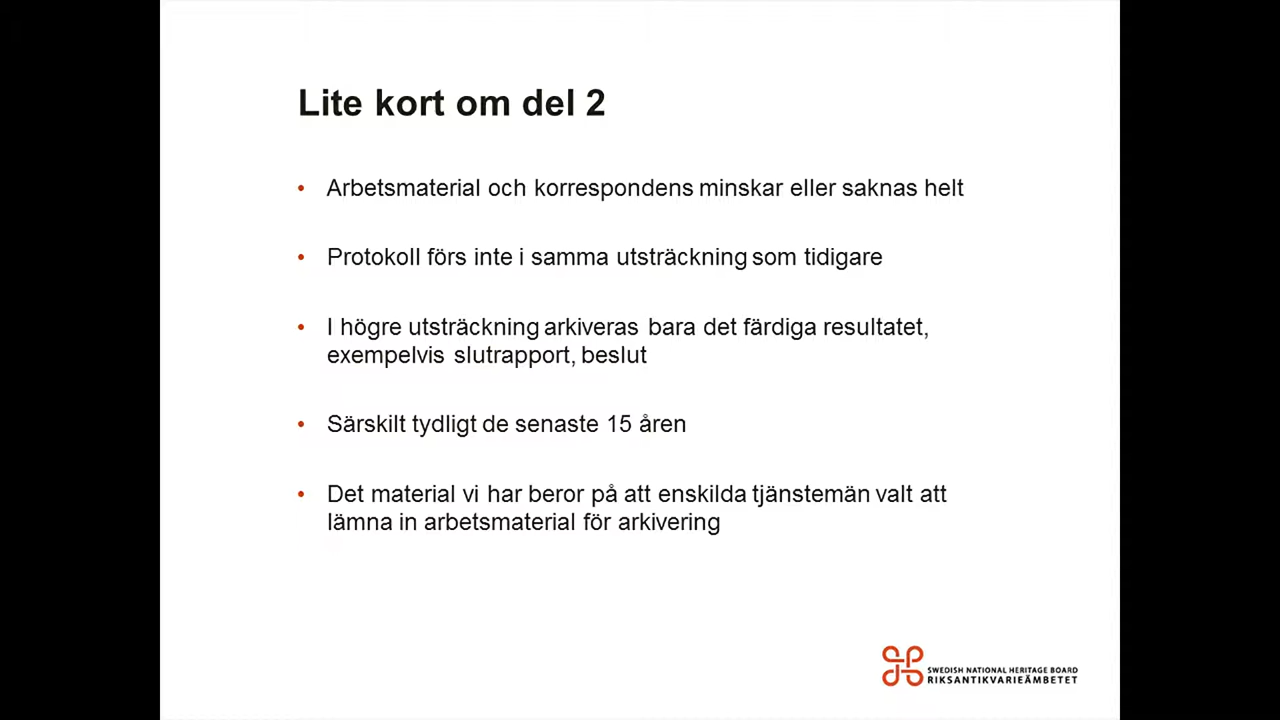 Lite kort om del 2
• Arbetsmaterial och korrespondens minskar eller saknas helt
• Protokoll förs inte i samma utsträckning som tidigare
• I högre utsträckning arkiveras bara det färdiga resultatet,
exempelvis slutrapport, beslut
• Särskilt tydligt de senaste 15 åren
• Det material vi har beror på att enskilda tjänstemän valt att
lämna in arbetsmaterial för arkivering
SWEDISH NATIONAL HERITAGE BOARD
RIKSANTIKVARIEÄMBETET